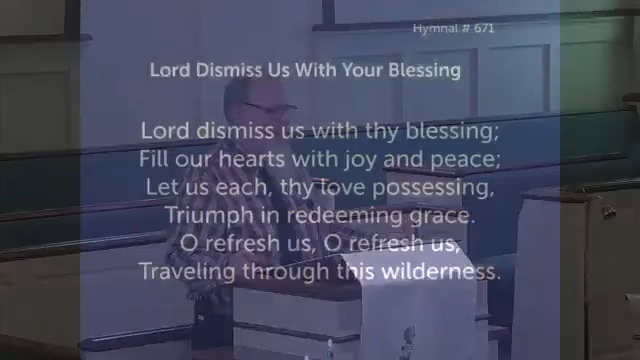 Hymnal # 671
Lord Dismiss Us With Your Blessing
Lord dismiss us with thy blessing;
Fill our hearts with joy and peace;
Let us each, thy love possessing,
Triumph in redeeming grace.
O refresh us, O refresh us,
Traveling through this wilderness.